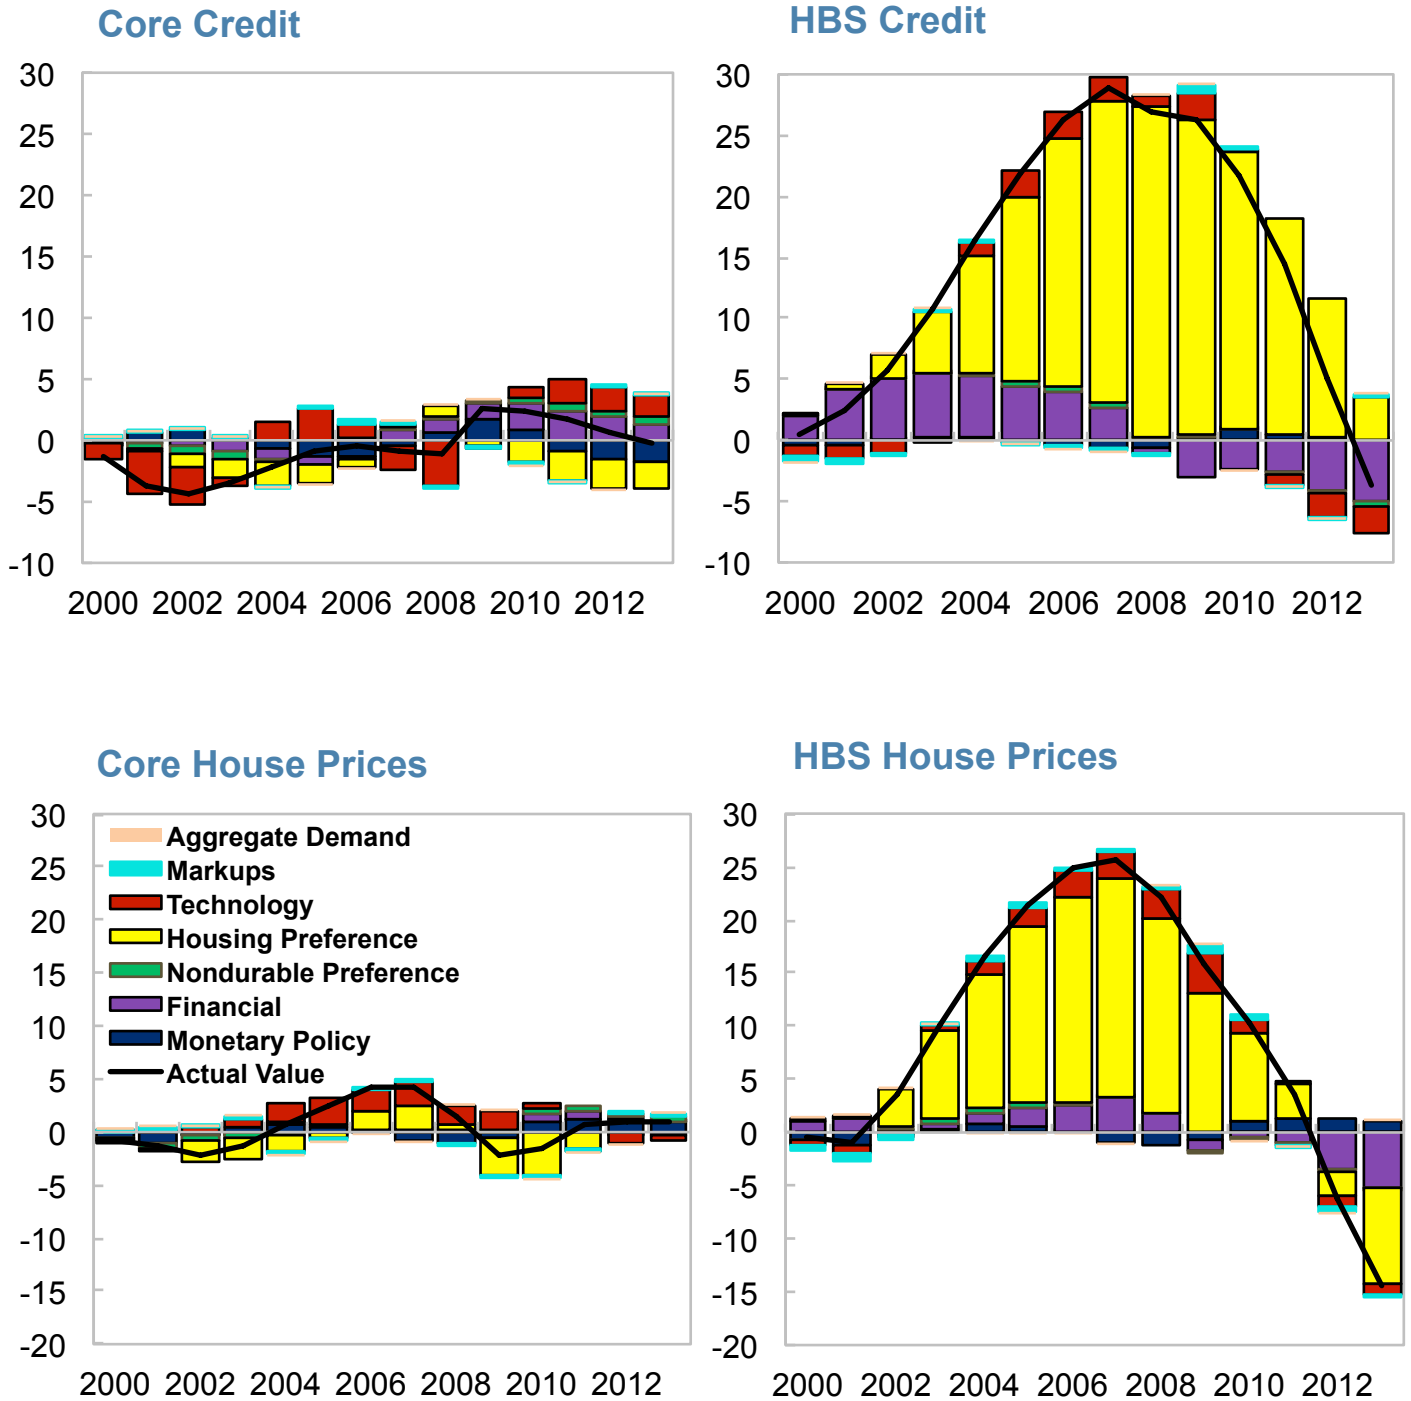 Core Credit
30
25
20
15
10
5
0
-5
-10
2000 2002 2004 2006 2008 2010 2012
HBS Credit
30
25
20
15
10
5
0
-5
-10
2000 2002 2004 2006 2008 2010 2012
Core House Prices
30
25
20
15
10
5
0
-5
-10
-15
-20
Aggregate Demand
Markups
Technology
Housing Preference
Nondurable Preference
Financial
Monetary Policy
Actual Value
2000 2002 2004 2006 2008 2010 2012
HBS House Prices
30
25
20
15
10
5
0
-5
-10
-15
-20
2000 2002 2004 2006 2008 2010 2012